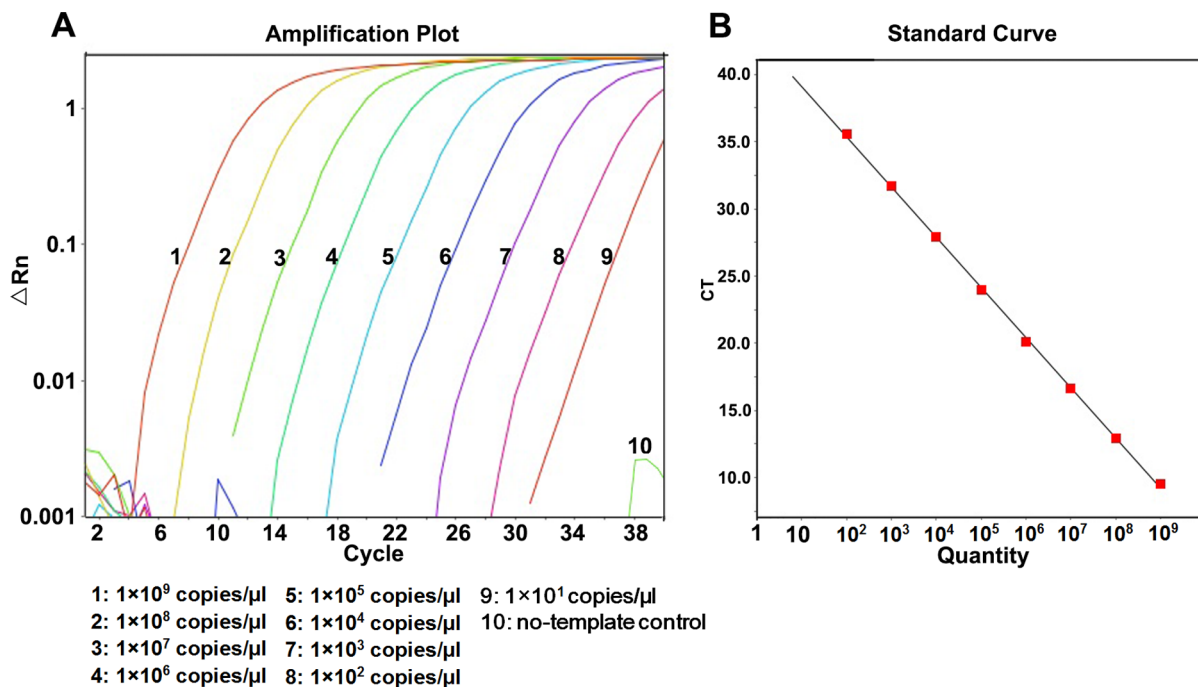 A
Amplification Plot
△Rn
1
0.1
0.01
0.001
1
2
3
4
5
6
7
8
9
10
2 6 10 14 18 22 26 30 34 38
Cycle
1: 1×10⁹ copies/µl 5: 1×10⁵ copies/µl 9: 1×10¹ copies/µl
2: 1×10⁸ copies/µl 6: 1×10⁴ copies/µl 10: no-template control
3: 1×10⁷ copies/µl 7: 1×10³ copies/µl
4: 1×10⁶ copies/µl 8: 1×10² copies/µl
B
Standard Curve
CT
40.0
35.0
30.0
25.0
20.0
15.0
10.0
1 10 10² 10³ 10⁴ 10⁵ 10⁶ 10⁷ 10⁸ 10⁹
Quantity